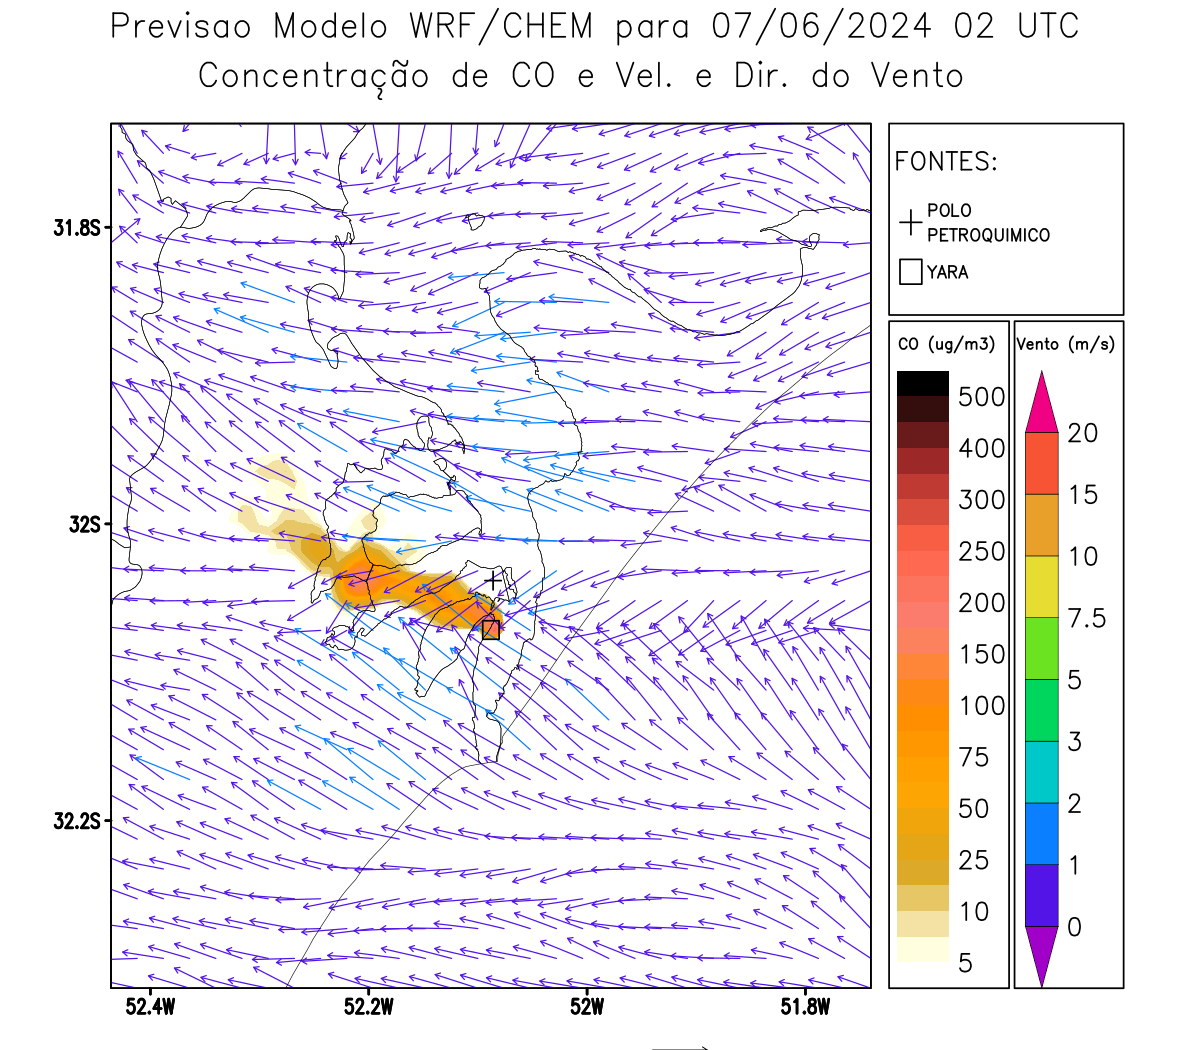 Previsao Modelo WRF/CHEM para 07/06/2024 02 UTC
Concentração de CO e Vel. e Dir. do Vento
FONTES:
POLO
PETROQUIMICO
YARA
CO (ug/m3)
500
400
300
250
200
150
100
75
50
25
10
5
Vento (m/s)
20
15
10
7.5
5
3
2
1
0
31.8S
32S
32.2S
52.4W
52.2W
52W
51.8W